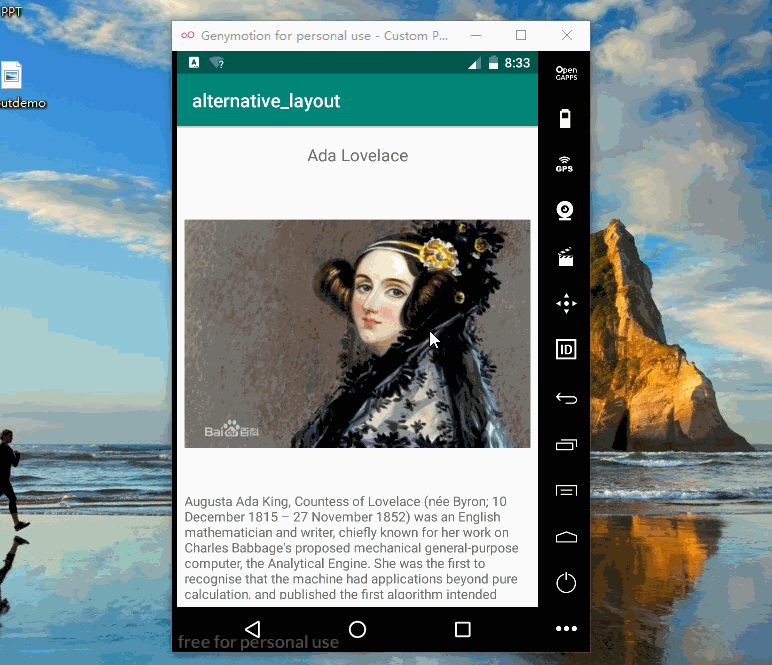 PPT
utdemo
Genymotion for personal use - Custom P...
8:33
Open
GAPPS
alternative_layout
GPS
Ada Lovelace
ID
Bai du 百科
Augusta Ada King, Countess of Lovelace (née Byron; 10
December 1815 – 27 November 1852) was an English
mathematician and writer, chiefly known for her work on
Charles Babbage's proposed mechanical general-purpose
computer, the Analytical Engine. She was the first to
recognise that the machine had applications beyond pure
calculation, and published the first algorithm intended
free for personal use